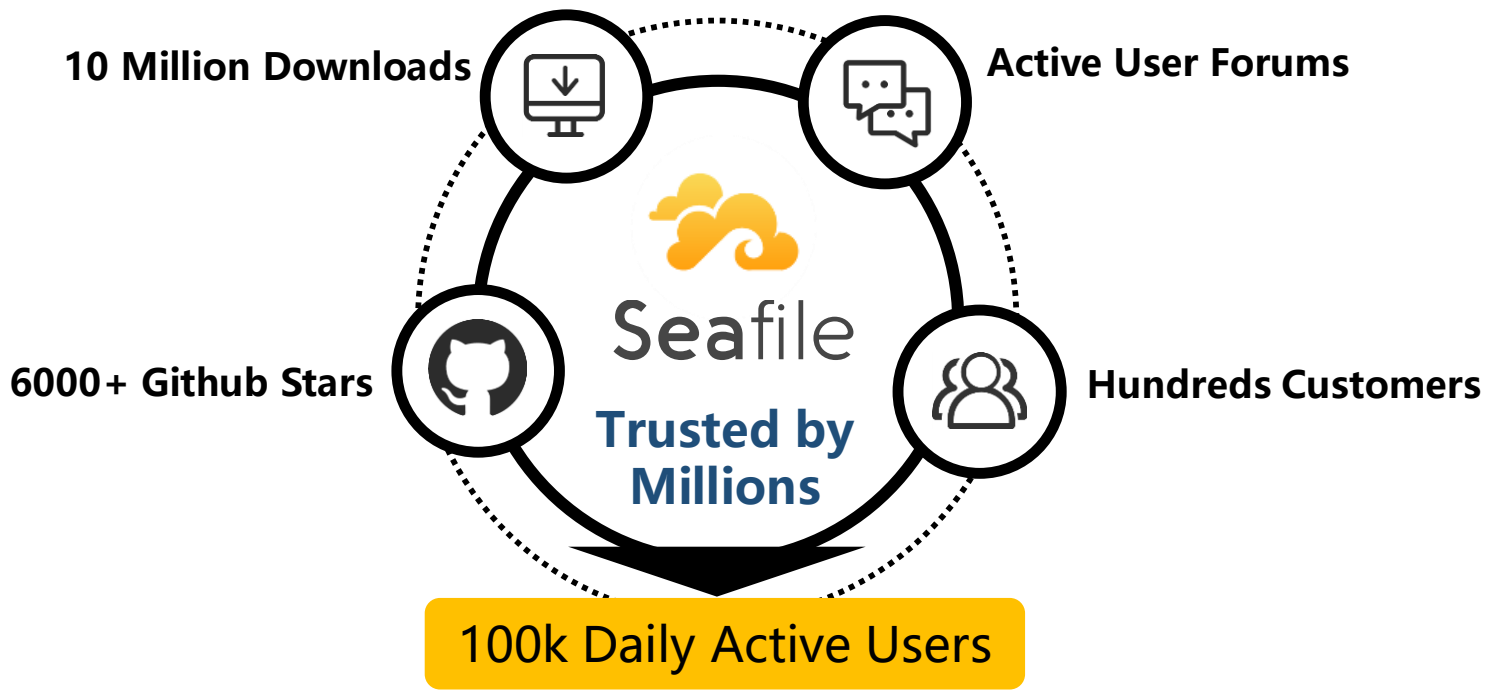 10 Million Downloads
Active User Forums
Seafile
6000+ Github Stars
Hundreds Customers
Trusted by
Millions
100k Daily Active Users